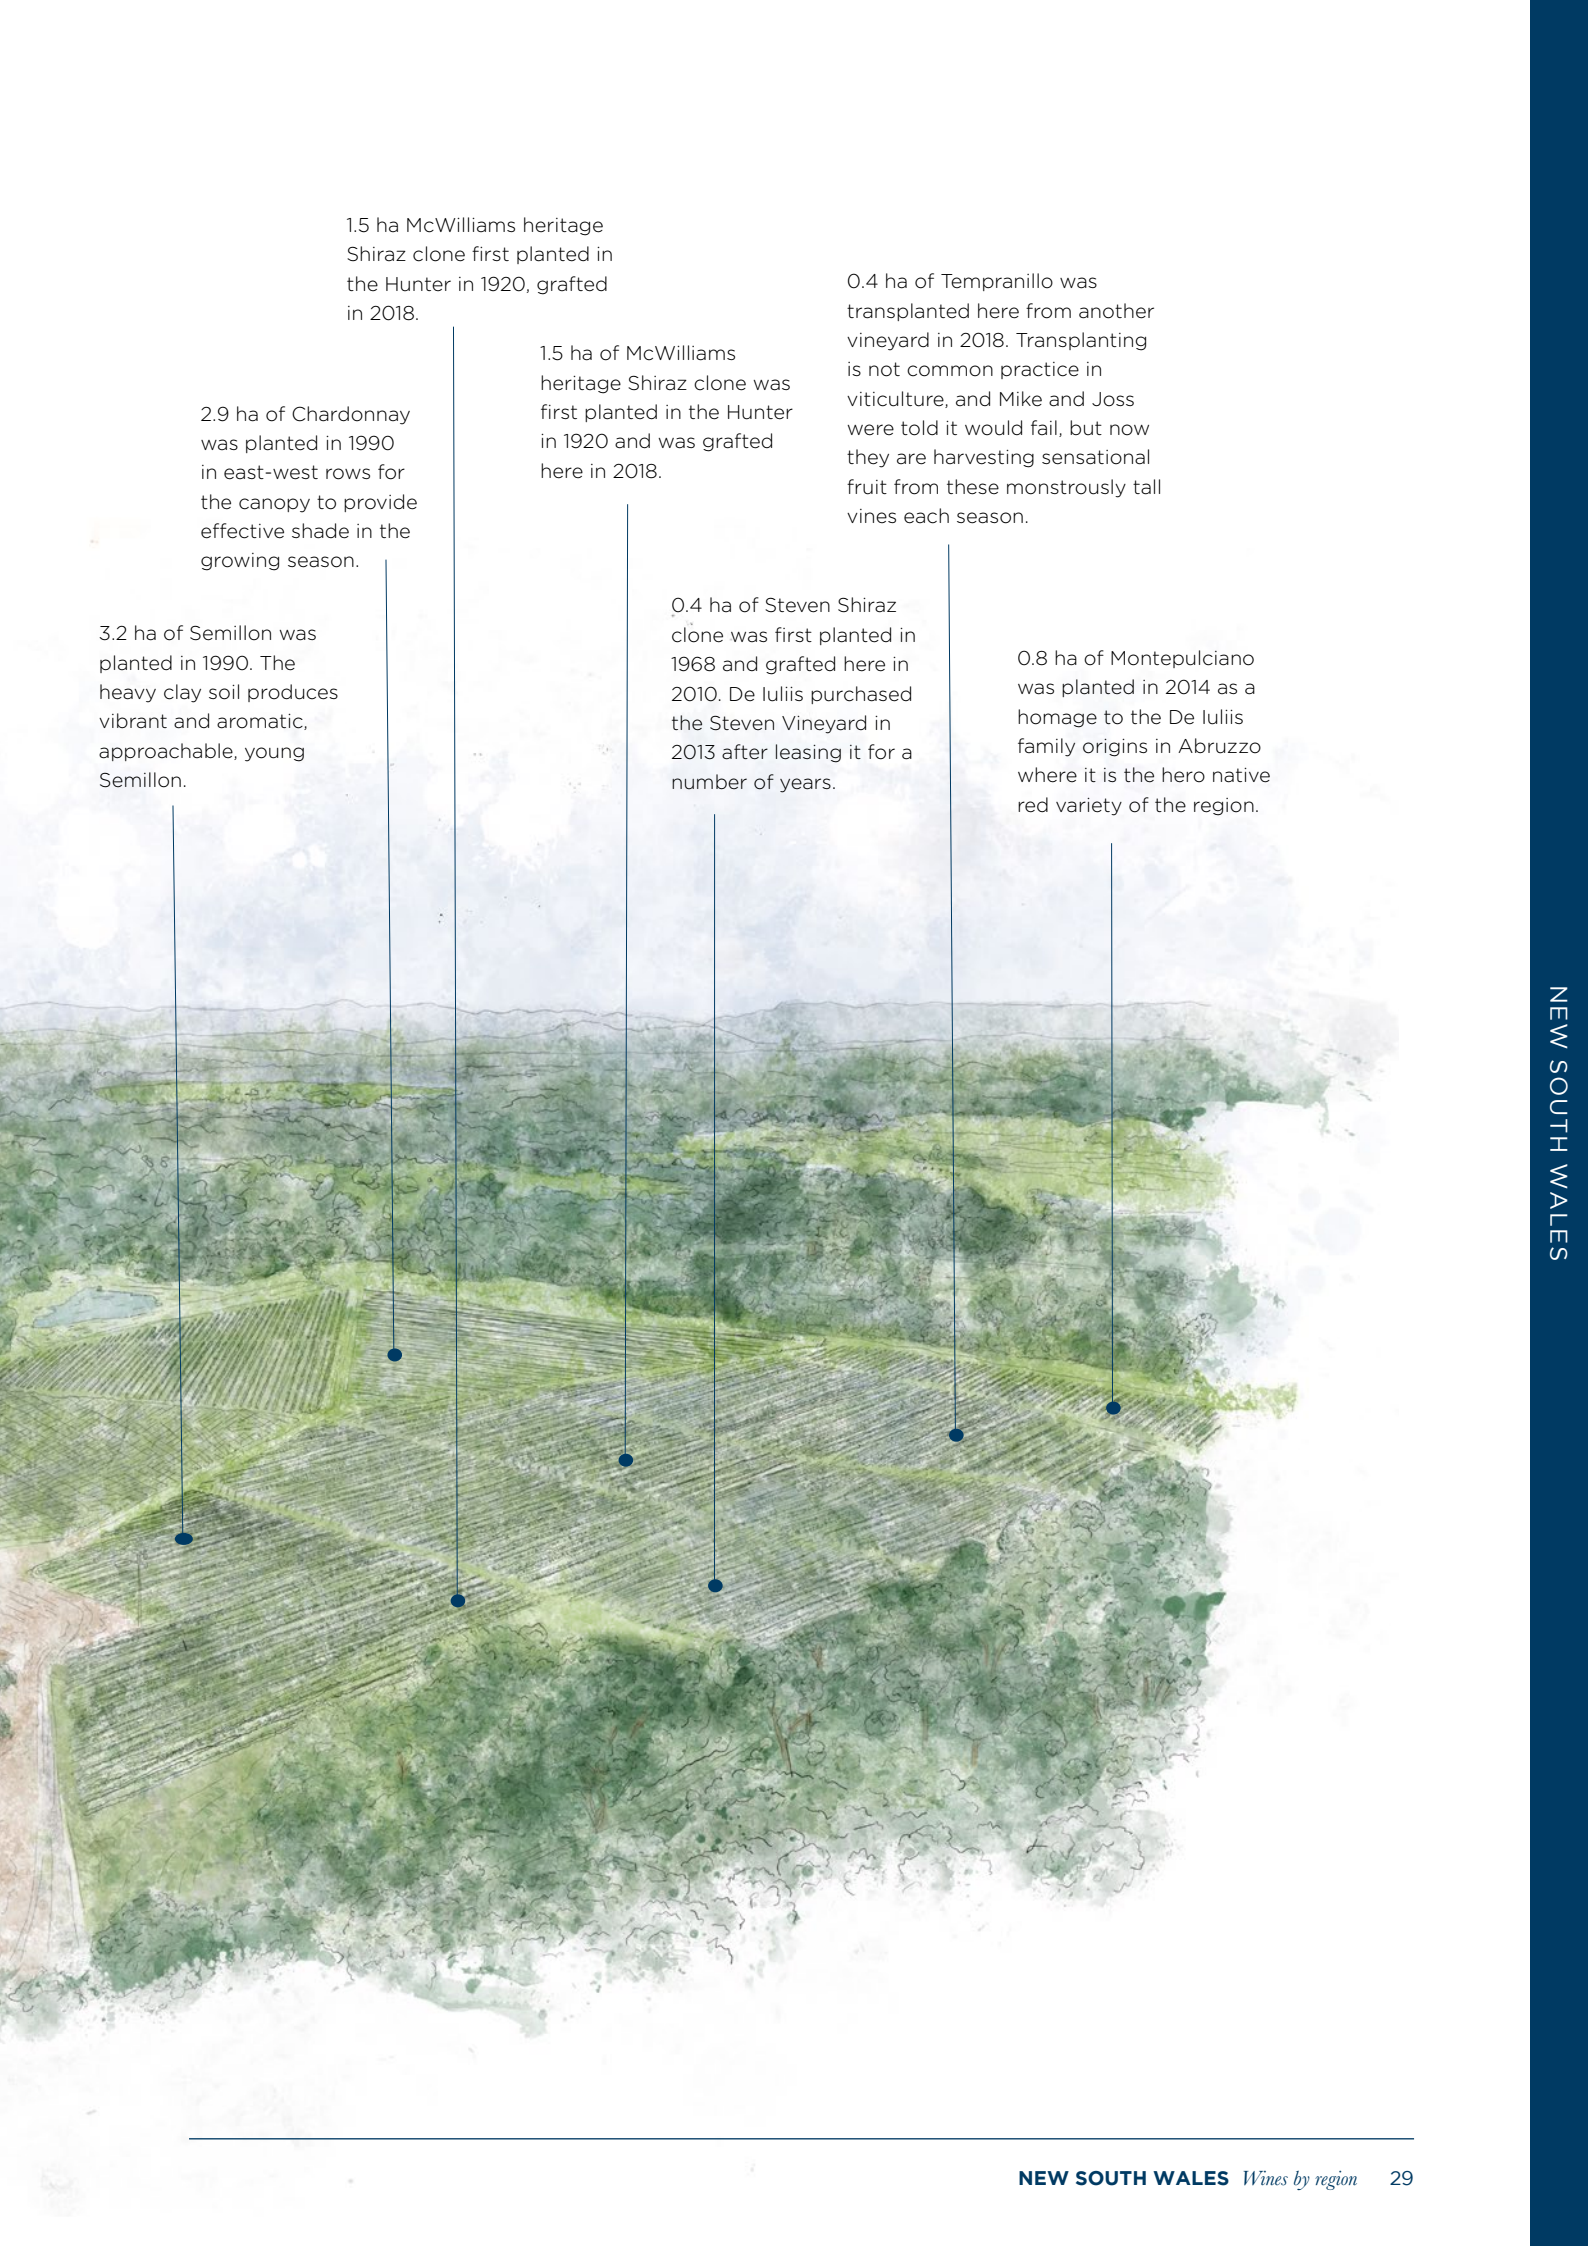 1.5 ha McWilliams heritage
Shiraz clone first planted in
the Hunter in 1920, grafted
in 2018.
0.4 ha of Tempranillo was
transplanted here from another
vineyard in 2018. Transplanting
is not common practice in
viticulture, and Mike and Joss
were told it would fail, but now
they are harvesting sensational
fruit from these monstrously tall
vines each season.
1.5 ha of McWilliams
heritage Shiraz clone was
first planted in the Hunter
in 1920 and was grafted
here in 2018.
2.9 ha of Chardonnay
was planted in 1990
in east-west rows for
the canopy to provide
effective shade in the
growing season.
0.4 ha of Steven Shiraz
clone was first planted in
1968 and grafted here in
2010. De Iuliis purchased
the Steven Vineyard in
2013 after leasing it for a
number of years.
3.2 ha of Semillon was
planted in 1990. The
heavy clay soil produces
vibrant and aromatic,
approachable, young
Semillon.
0.8 ha of Montepulciano
was planted in 2014 as a
homage to the De Iuliis
family origins in Abruzzo
where it is the hero native
red variety of the region.
NEW SOUTH WALES
NEW SOUTH WALES Wines by region 29